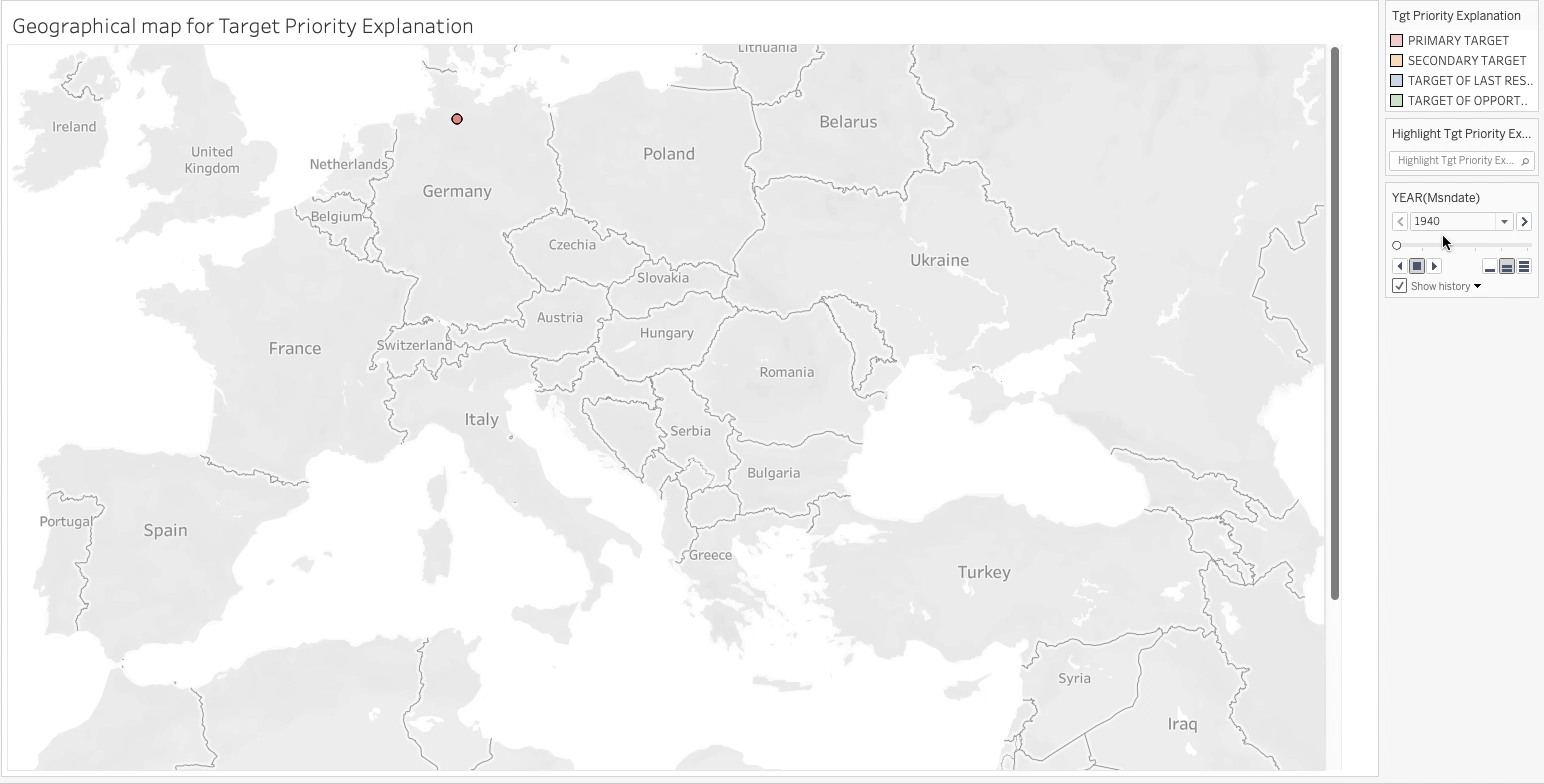 Geographical map for Target Priority Explanation
Lithuania
Ireland
United
Kingdom
Netherlands
Belgium
Germany
Poland
Belarus
Czechia
Slovakia
Ukraine
Austria
Hungary
Switzerland
France
Romania
Italy
Serbia
Bulgaria
Portugal
Spain
Greece
Turkey
Syria
Iraq
Tgt Priority Explanation
PRIMARY TARGET
SECONDARY TARGET
TARGET OF LAST RES..
TARGET OF OPPORT..
Highlight Tgt Priority Ex...
Highlight Tgt Priority Ex...
YEAR(Msndate)
1940
Show history